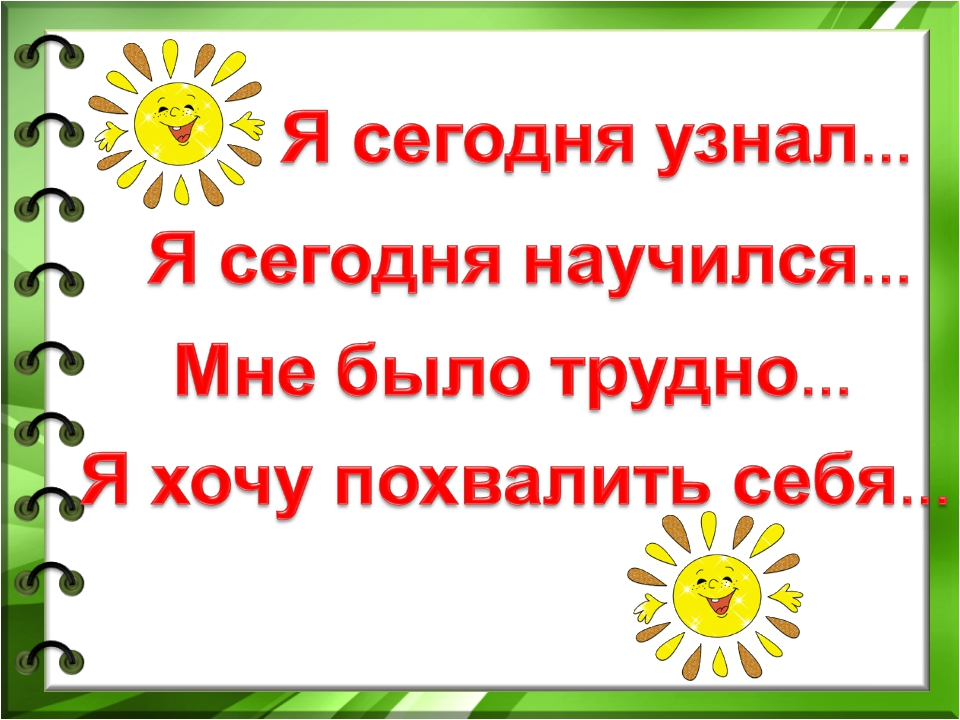 Я сегодня узнал...
Я сегодня научился...
Мне было трудно...
Я хочу похвалить себя...